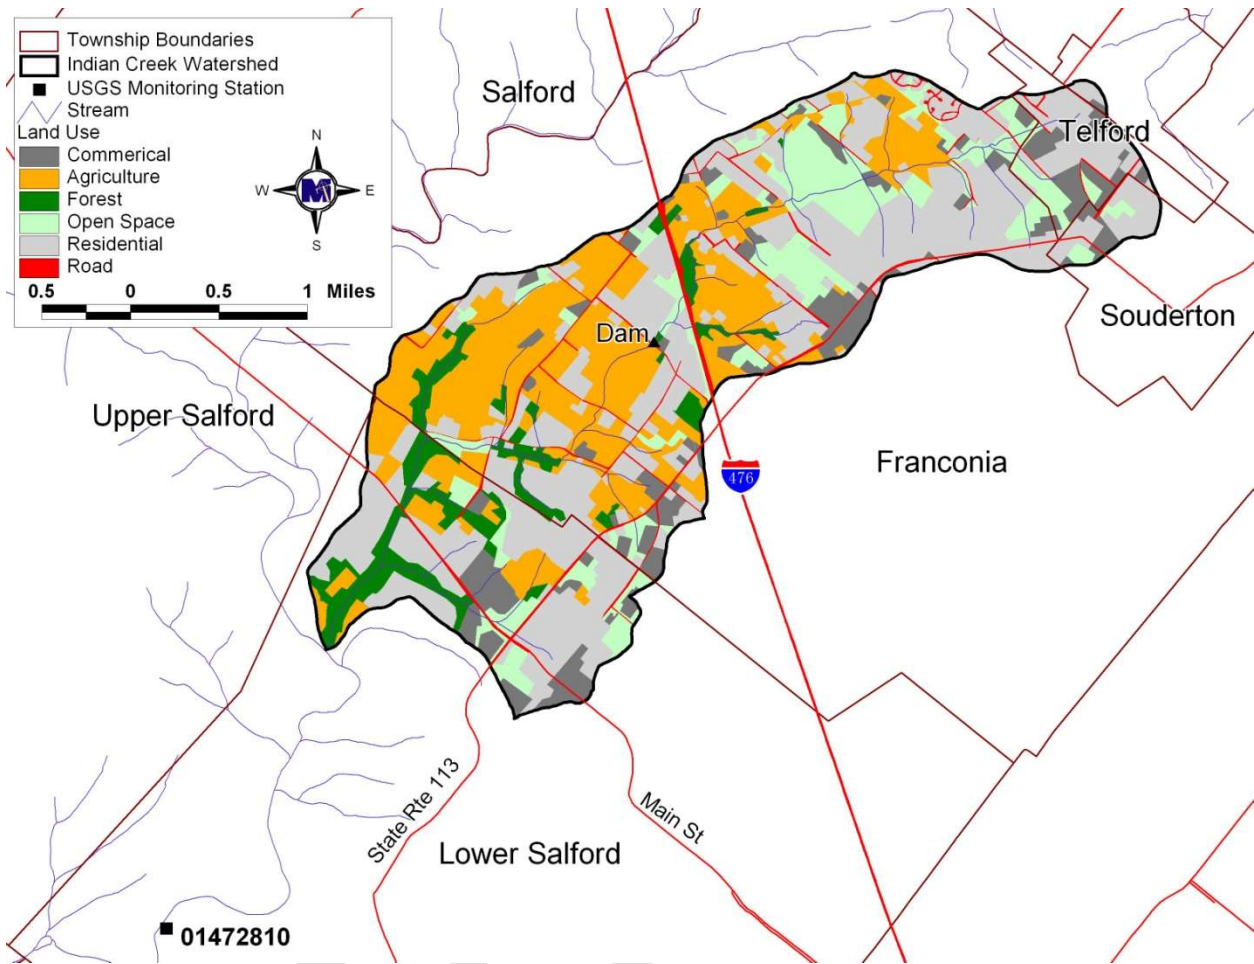 Township Boundaries
Indian Creek Watershed
USGS Monitoring Station
Stream
Land Use
Commerical
Agriculture
Forest
Open Space
Residential
Road
N
W
E
S
0.5 0 0.5 1 Miles
Salford
Telford
Souderton
Dam
Upper Salford
Franconia
476
State Rte 113
Main St
Lower Salford
01472810